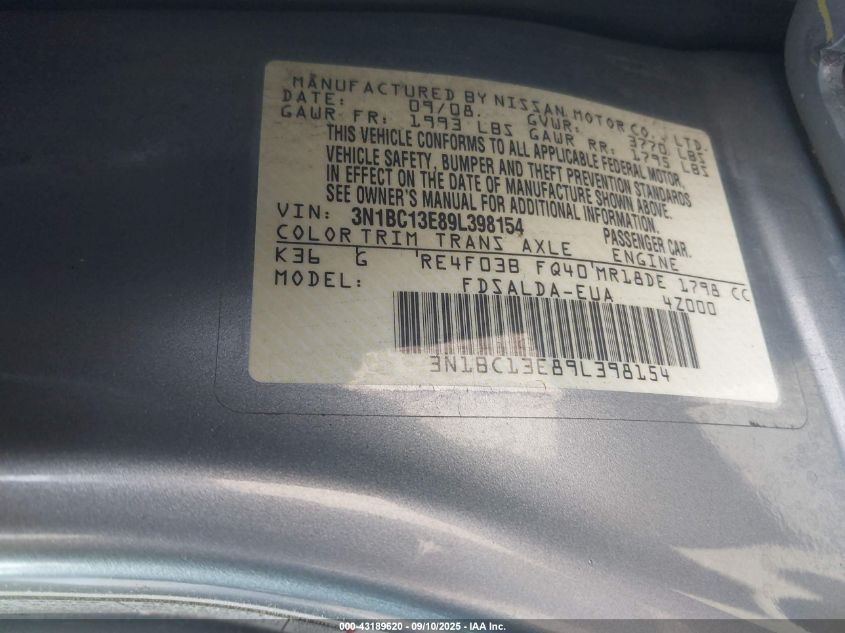 MANUFACTURED BY NISSAN MOTOR CO., LTD.
DATE: 09/08 GVWR: 3770 LBS
GAWR FR: 1993 LBS GAWR RR: 1795 LBS
THIS VEHICLE CONFORMS TO ALL APPLICABLE FEDERAL MOTOR
VEHICLE SAFETY, BUMPER AND THEFT PREVENTION STANDARDS
IN EFFECT ON THE DATE OF MANUFACTURE SHOWN ABOVE.
SEE OWNER'S MANUAL FOR ADDITIONAL INFORMATION.
VIN: 3N1BC13E89L398154 PASSENGER CAR.
COLOR TRIM TRANS AXLE ENGINE
K36 G RE4F03B FQ40 MR18DE 1798 CC
MODEL: FDSALDA-EUA 4Z000
3N1BC13E89L398154
000-43189620 - 09/10/2025 - IAA Inc.